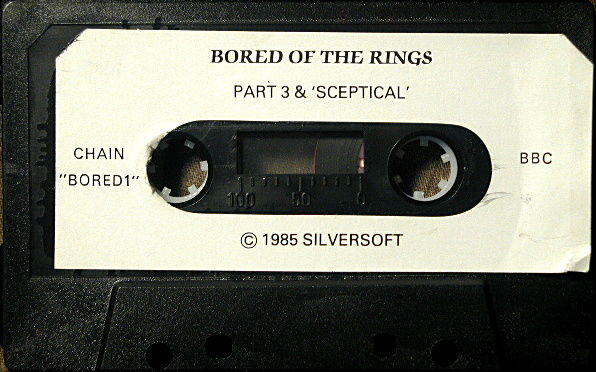 BORED OF THE RINGS
PART 3 & 'SCEPTICAL'
CHAIN
"BORED1"
BBC
100 50 0
© 1985 SILVERSOFT